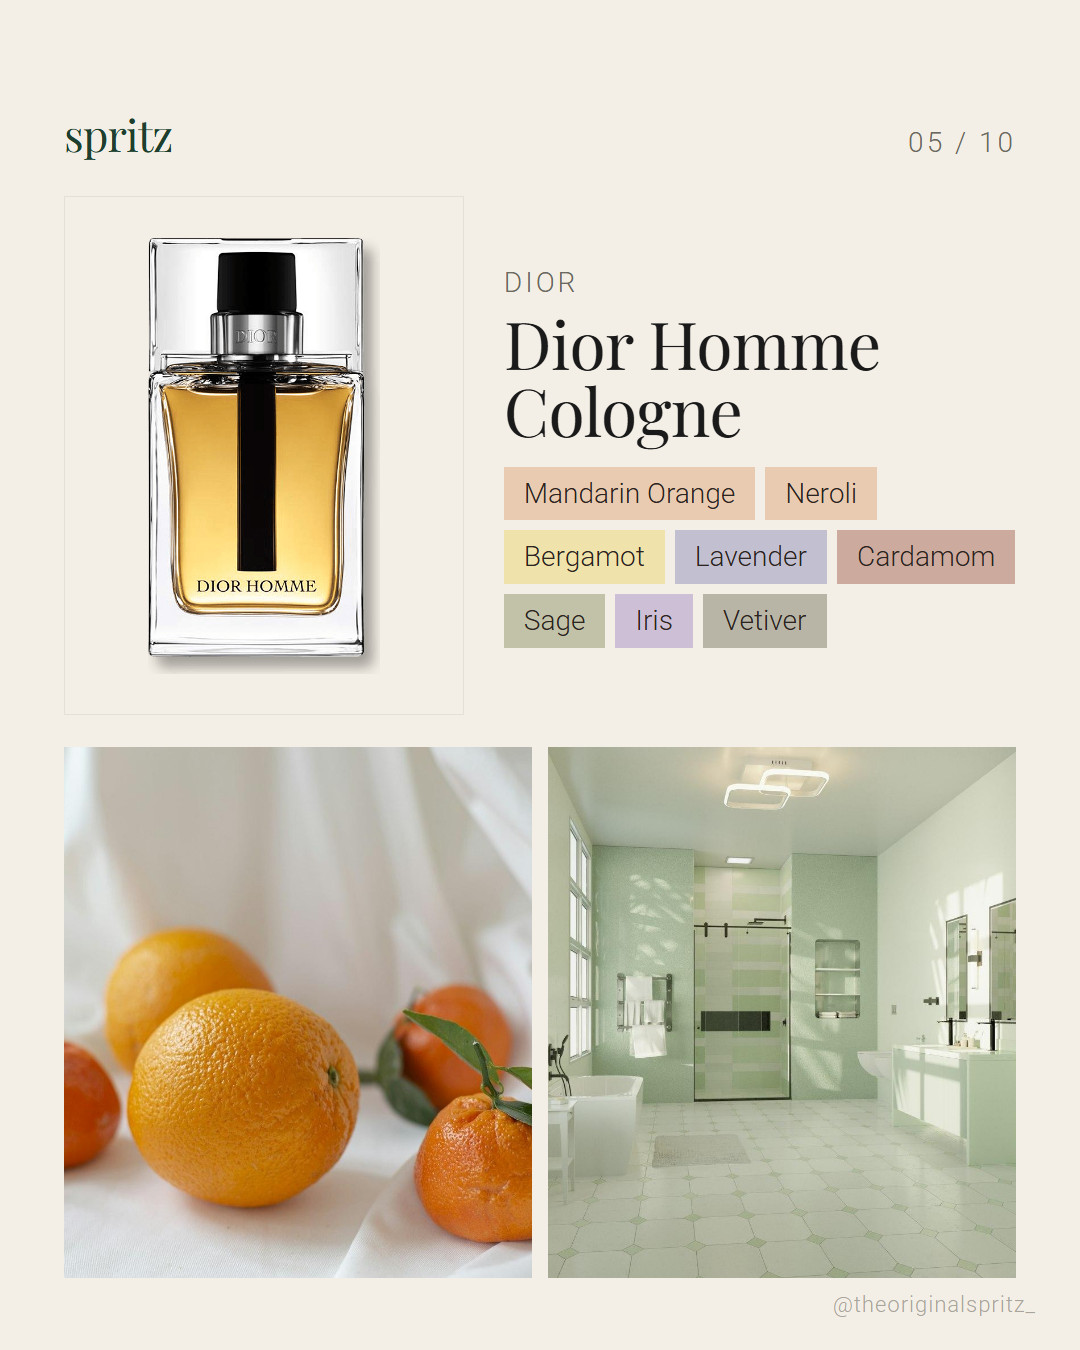 spritz
05 / 10
DIOR
DIOR HOMME
DIOR
Dior Homme
Cologne
Mandarin Orange Neroli
Bergamot Lavender Cardamom
Sage Iris Vetiver
@theoriginalspritz_